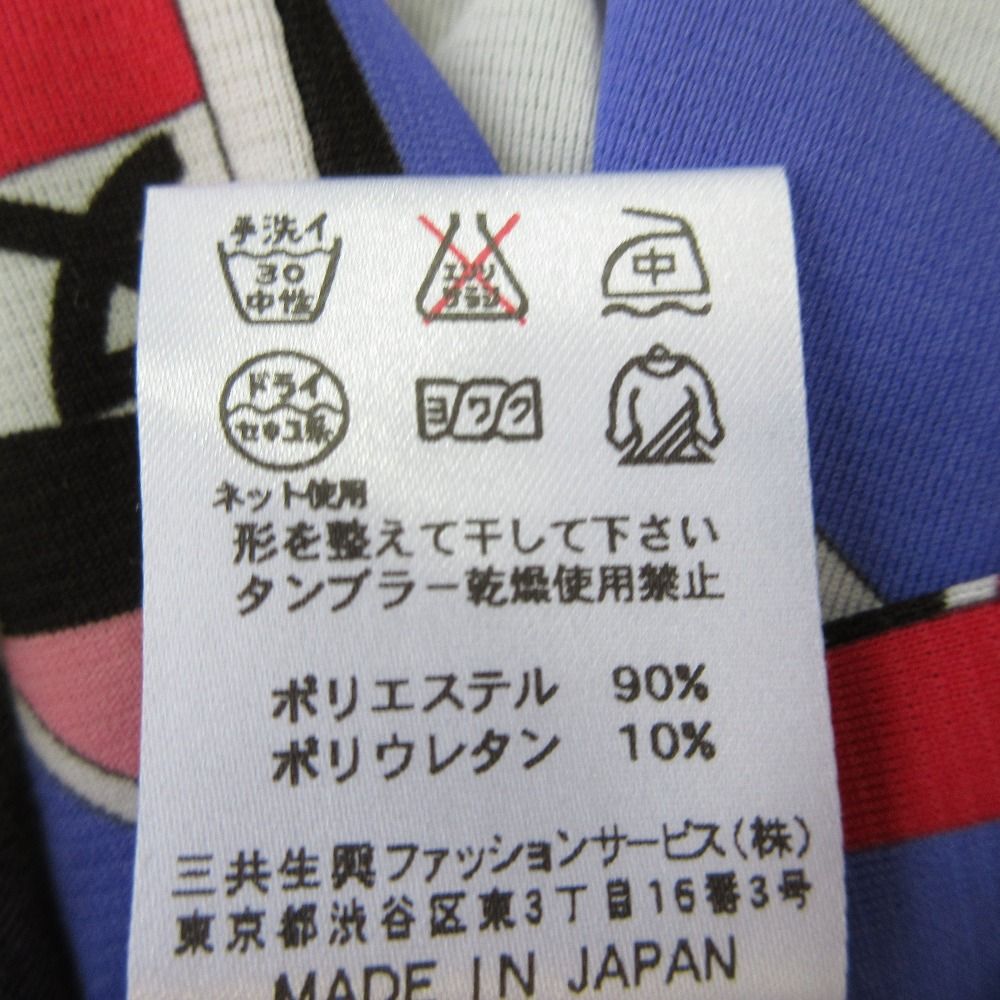 手洗イ
30
中性
エンソ
サラシ
中
ドライ
セキユ系
ヨワク
ネット使用
形を整えて干して下さい
タンブラー乾燥使用禁止
ポリエステル 90%
ポリウレタン 10%
三共生興ファッションサービス(株)
東京都渋谷区東3丁目16番3号
MADE IN JAPAN